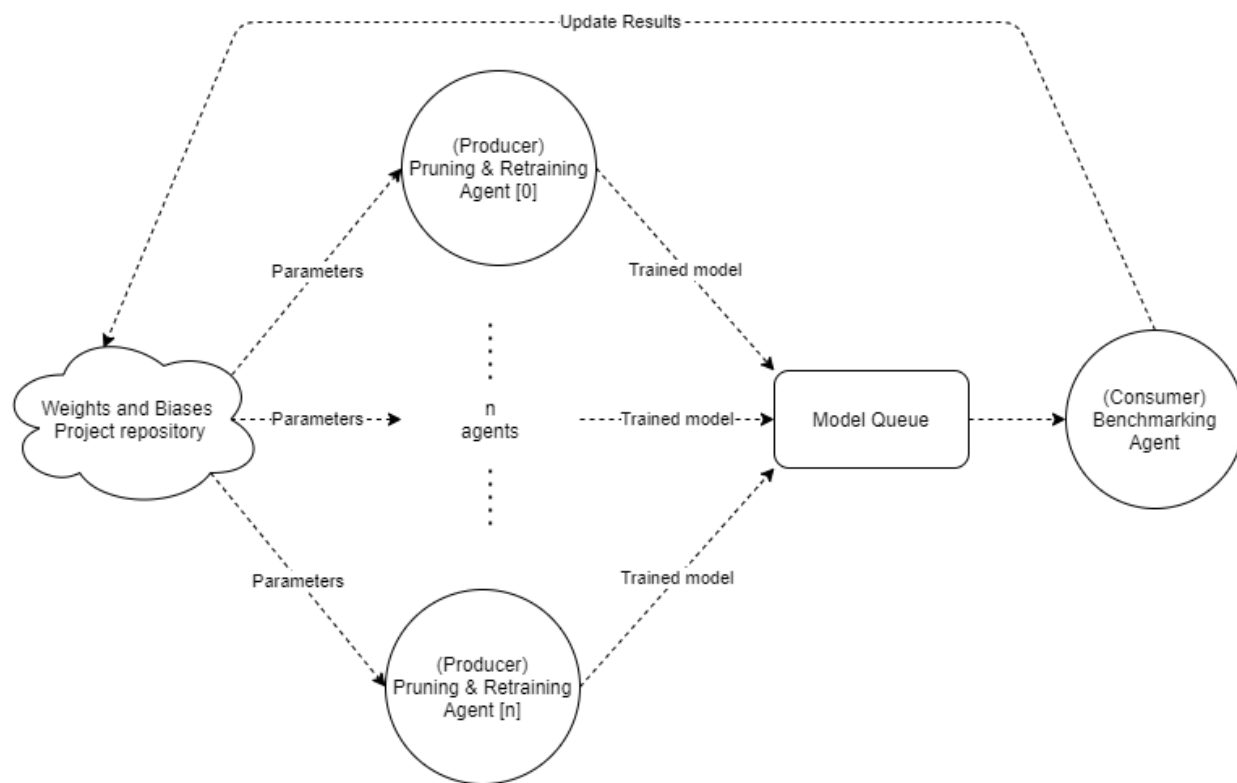 Update Results
(Producer)
Pruning & Retraining
Agent [0]
Parameters
Trained model
Weights and Biases
Project repository
Parameters
n
agents
Trained model
Model Queue
(Consumer)
Benchmarking
Agent
Parameters
Trained model
(Producer)
Pruning & Retraining
Agent [n]